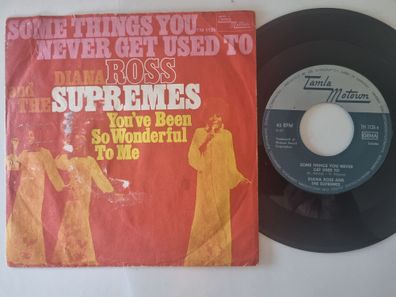 SOME THINGS YOU
NEVER GET USED TO
DIANA ROSS
and THE SUPREMES
You've Been
So Wonderful
To Me
Tamla
Motown
45 RPM
GEMA
SOME THINGS YOU NEVER
GET USED TO
DIANA ROSS AND
THE SUPREMES